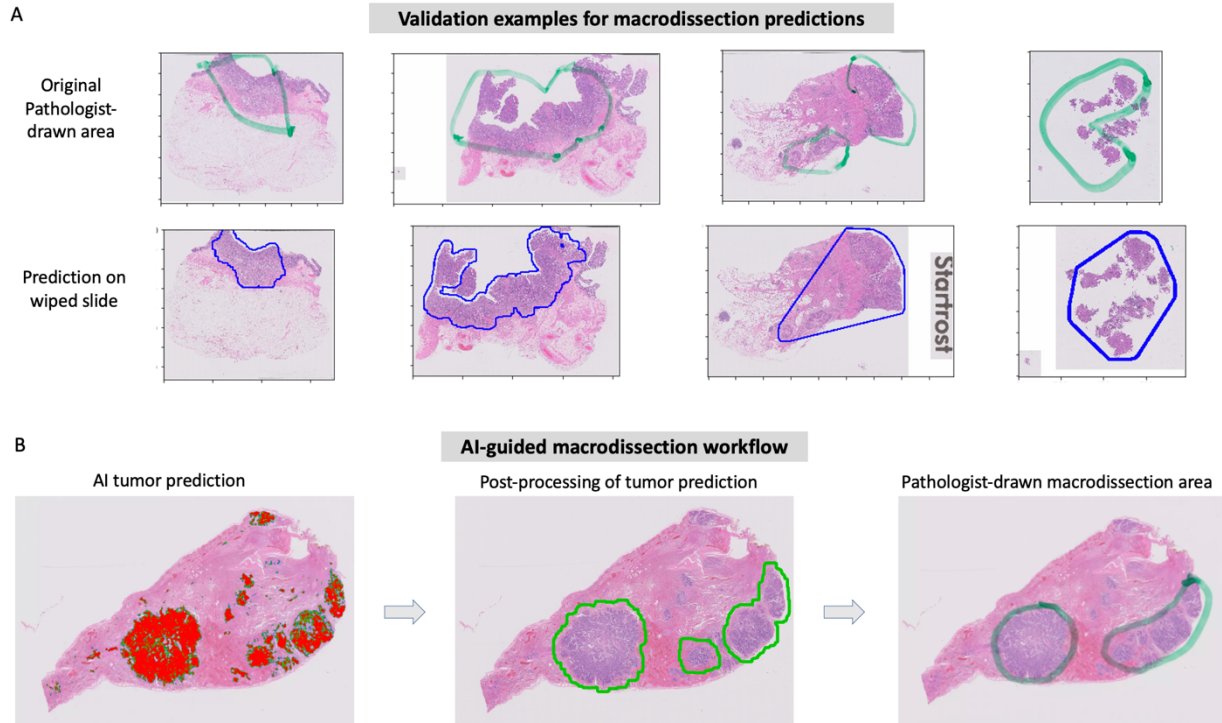 A
Validation examples for macrodissection predictions
Original
Pathologist-
drawn area
Prediction on
wiped slide
Startrost
B
AI-guided macrodissection workflow
AI tumor prediction
Post-processing of tumor prediction
Pathologist-drawn macrodissection area